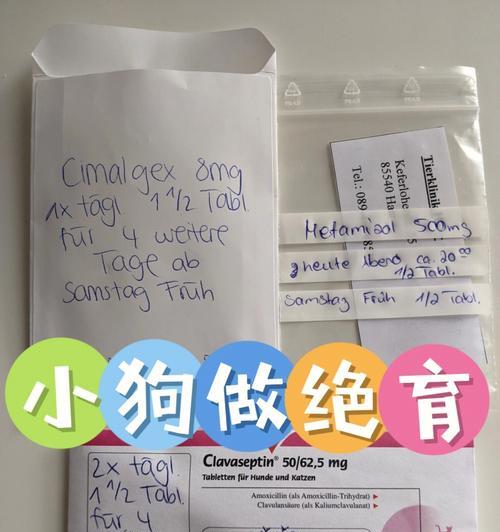 Cimalgex 8mg
1x tägl 1 1/2 Tabl.
für 4 weitere
Tage ab
Samstag Früh
Tierklinik
Keferlohe
85540 Ha
Tel.: 089
Metamizol 500mg
heute Abend ca. 20⁰⁰
1/2 Tabl.
Samstag Früh 1/2 Tabl.
小狗做绝育
2x tägl.
1 1/2 Tabl.
für 4
Clavaseptin® 50/62,5 mg
Tabletten für Hunde und Katzen
Amoxicillin (als Amoxicillin-Trihydrat)
Clavulansäure (als Kaliumclavulanat)